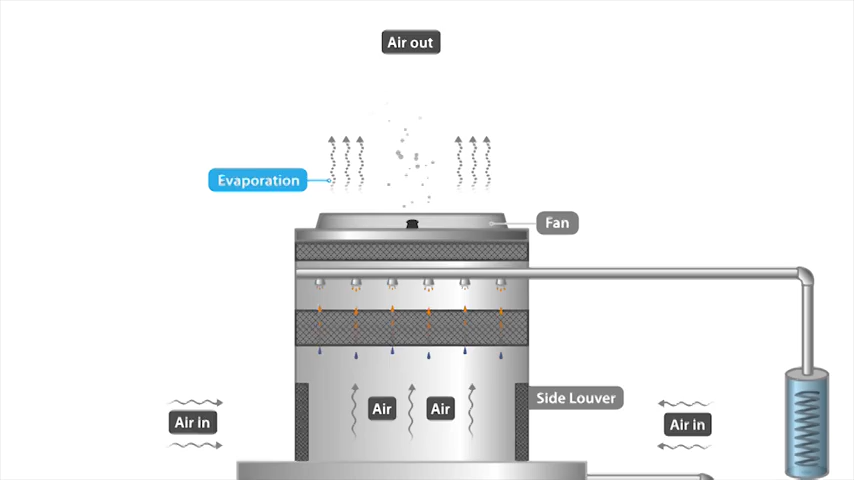 Air out
Evaporation
Fan
Side Louver
Air
Air
Air in
Air in